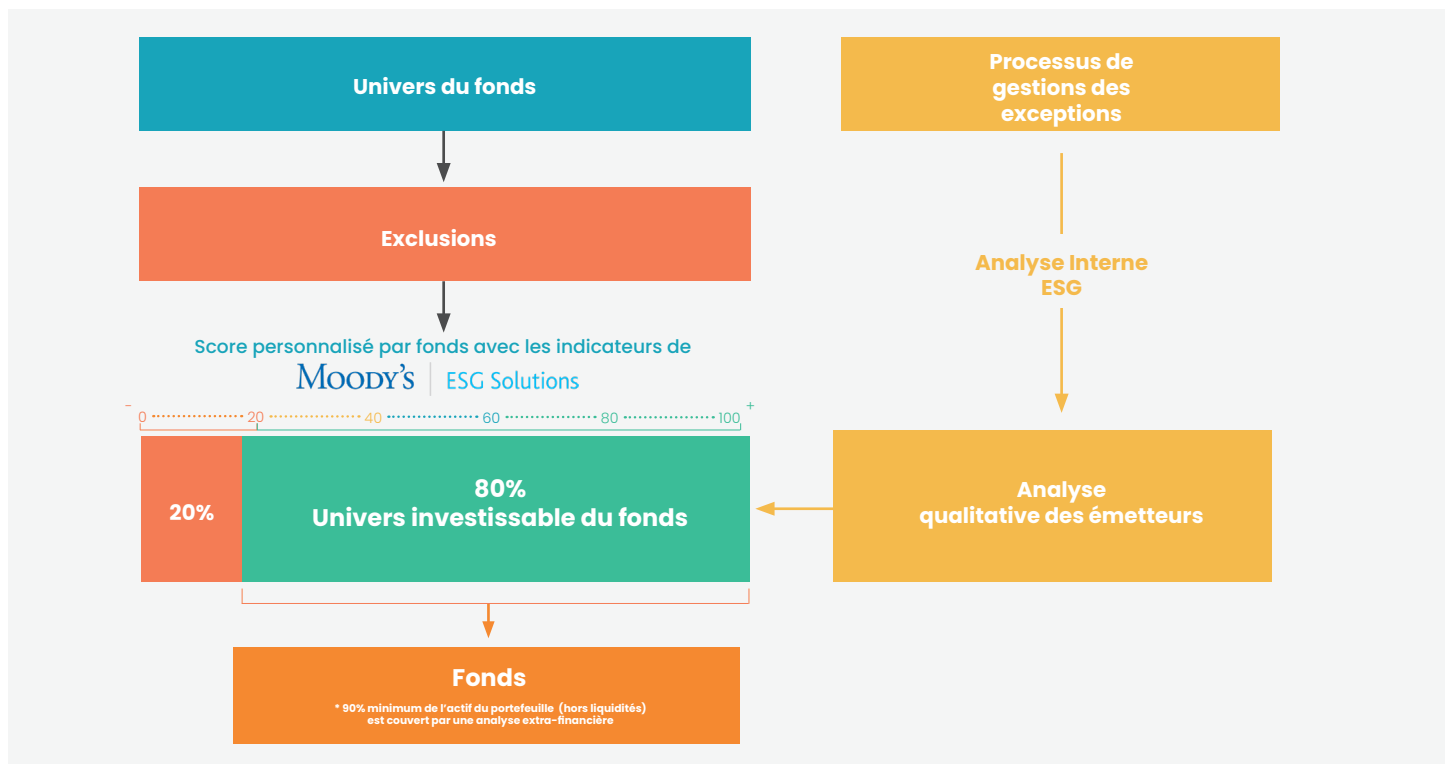 Univers du fonds
Processus de
gestions des
exceptions
Exclusions
Analyse Interne
ESG
Score personnalisé par fonds avec les indicateurs de
MOODY'S | ESG Solutions
- 0 20 40 60 80 100 +
20%
80%
Univers investissable du fonds
Analyse
qualitative des émetteurs
Fonds
* 90% minimum de l'actif du portefeuille (hors liquidités)
est couvert par une analyse extra-financière